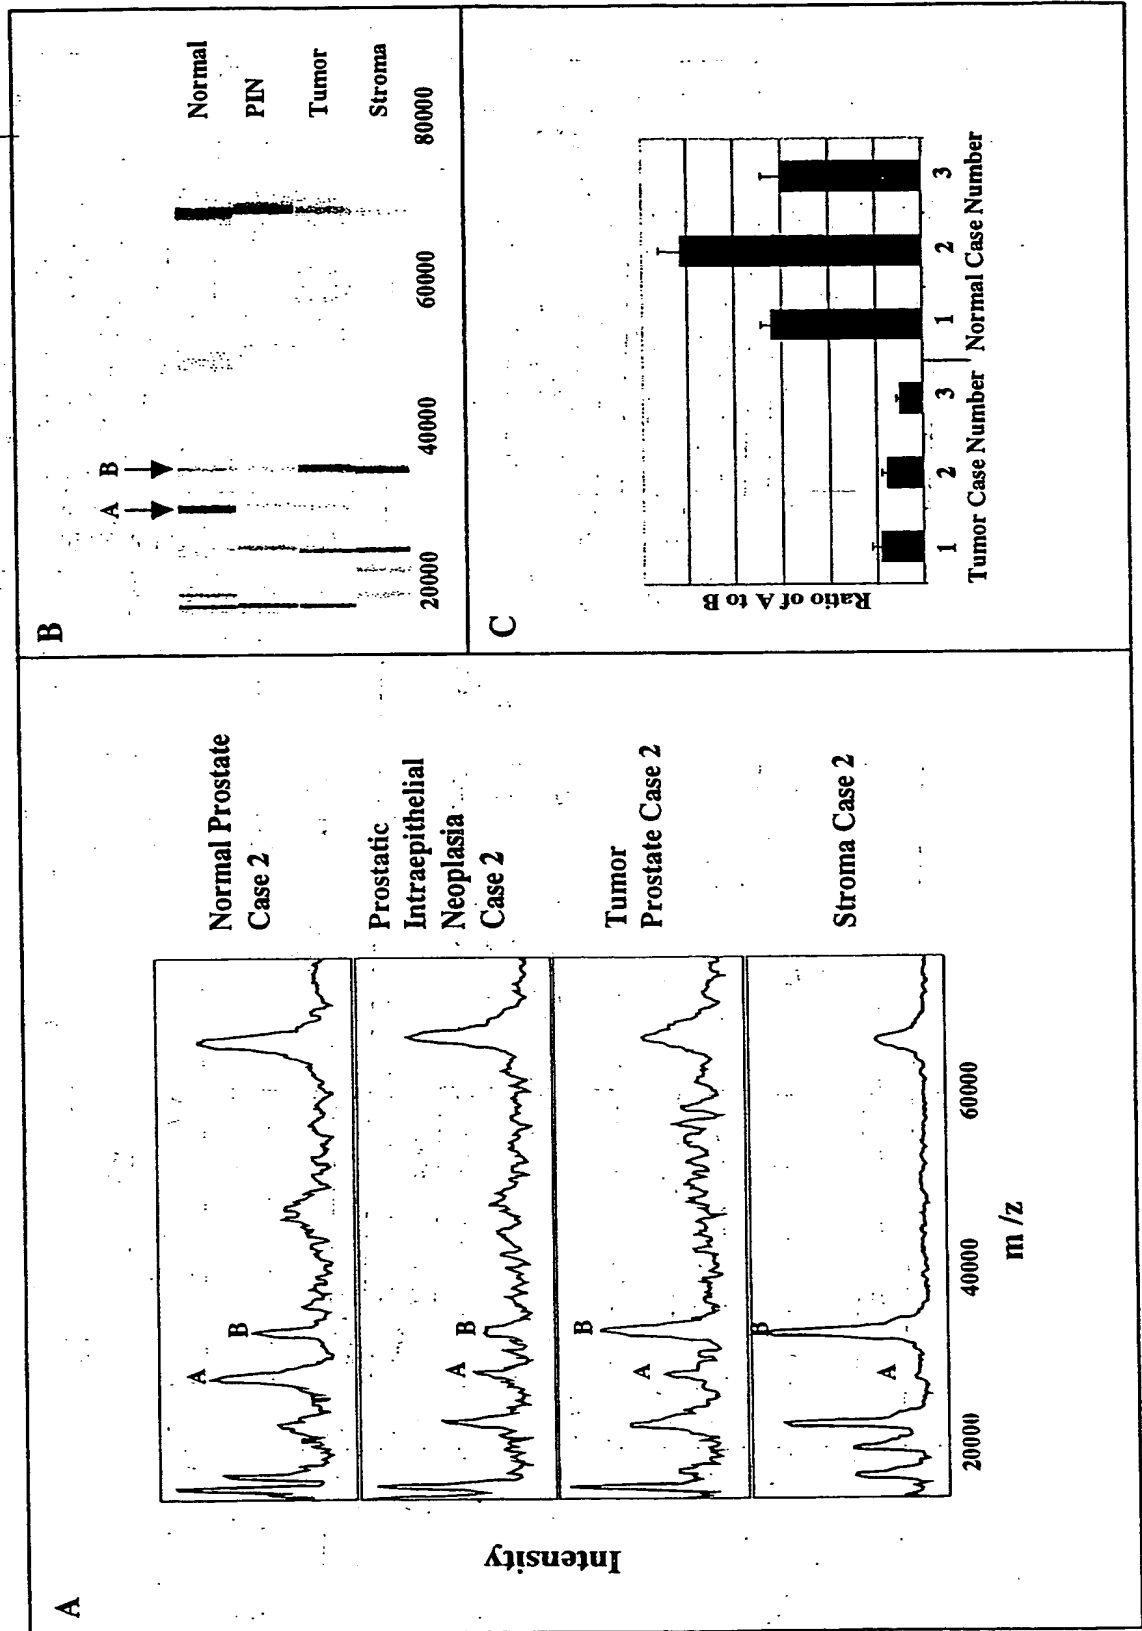 A
Intensity
Normal Prostate
Case 2
A
B
Prostatic
Intraepithelial
Neoplasia
Case 2
A
B
Tumor
Prostate Case 2
A
B
Stroma Case 2
A
B
20000
40000
60000
m /z
B
A
B
Normal
PIN
Tumor
Stroma
20000
40000
60000
80000
C
Ratio of A to B
1
2
3
1
2
3
Tumor Case Number
Normal Case Number